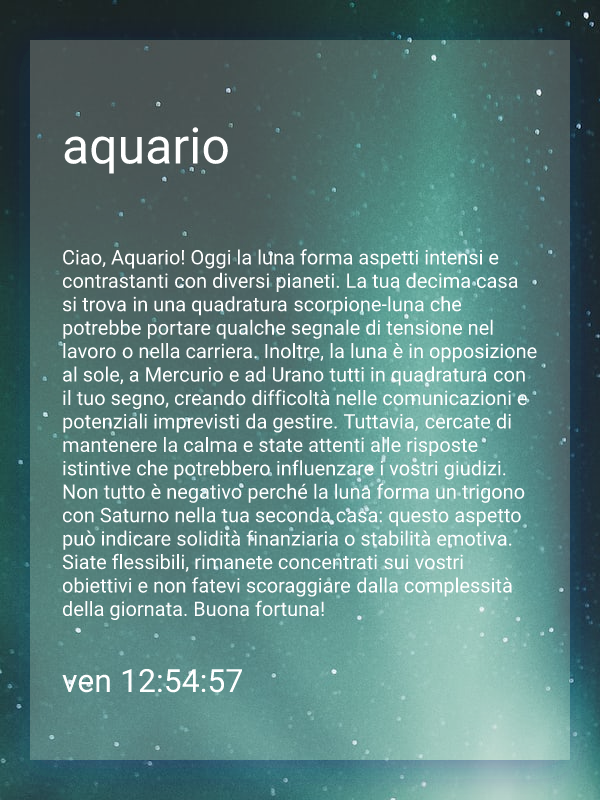 aquario
Ciao, Aquario! Oggi la luna forma aspetti intensi e
contrastanti con diversi pianeti. La tua decima casa
si trova in una quadratura scorpione-luna che
potrebbe portare qualche segnale di tensione nel
lavoro o nella carriera. Inoltre, la luna è in opposizione
al sole, a Mercurio e ad Urano tutti in quadratura con
il tuo segno, creando difficoltà nelle comunicazioni e
potenziali imprevisti da gestire. Tuttavia, cercate di
mantenere la calma e state attenti alle risposte
istintive che potrebbero influenzare i vostri giudizi.
Non tutto è negativo perché la luna forma un trigono
con Saturno nella tua seconda casa: questo aspetto
può indicare solidità finanziaria o stabilità emotiva.
Siate flessibili, rimanete concentrati sui vostri
obiettivi e non fatevi scoraggiare dalla complessità
della giornata. Buona fortuna!
ven 12:54:57